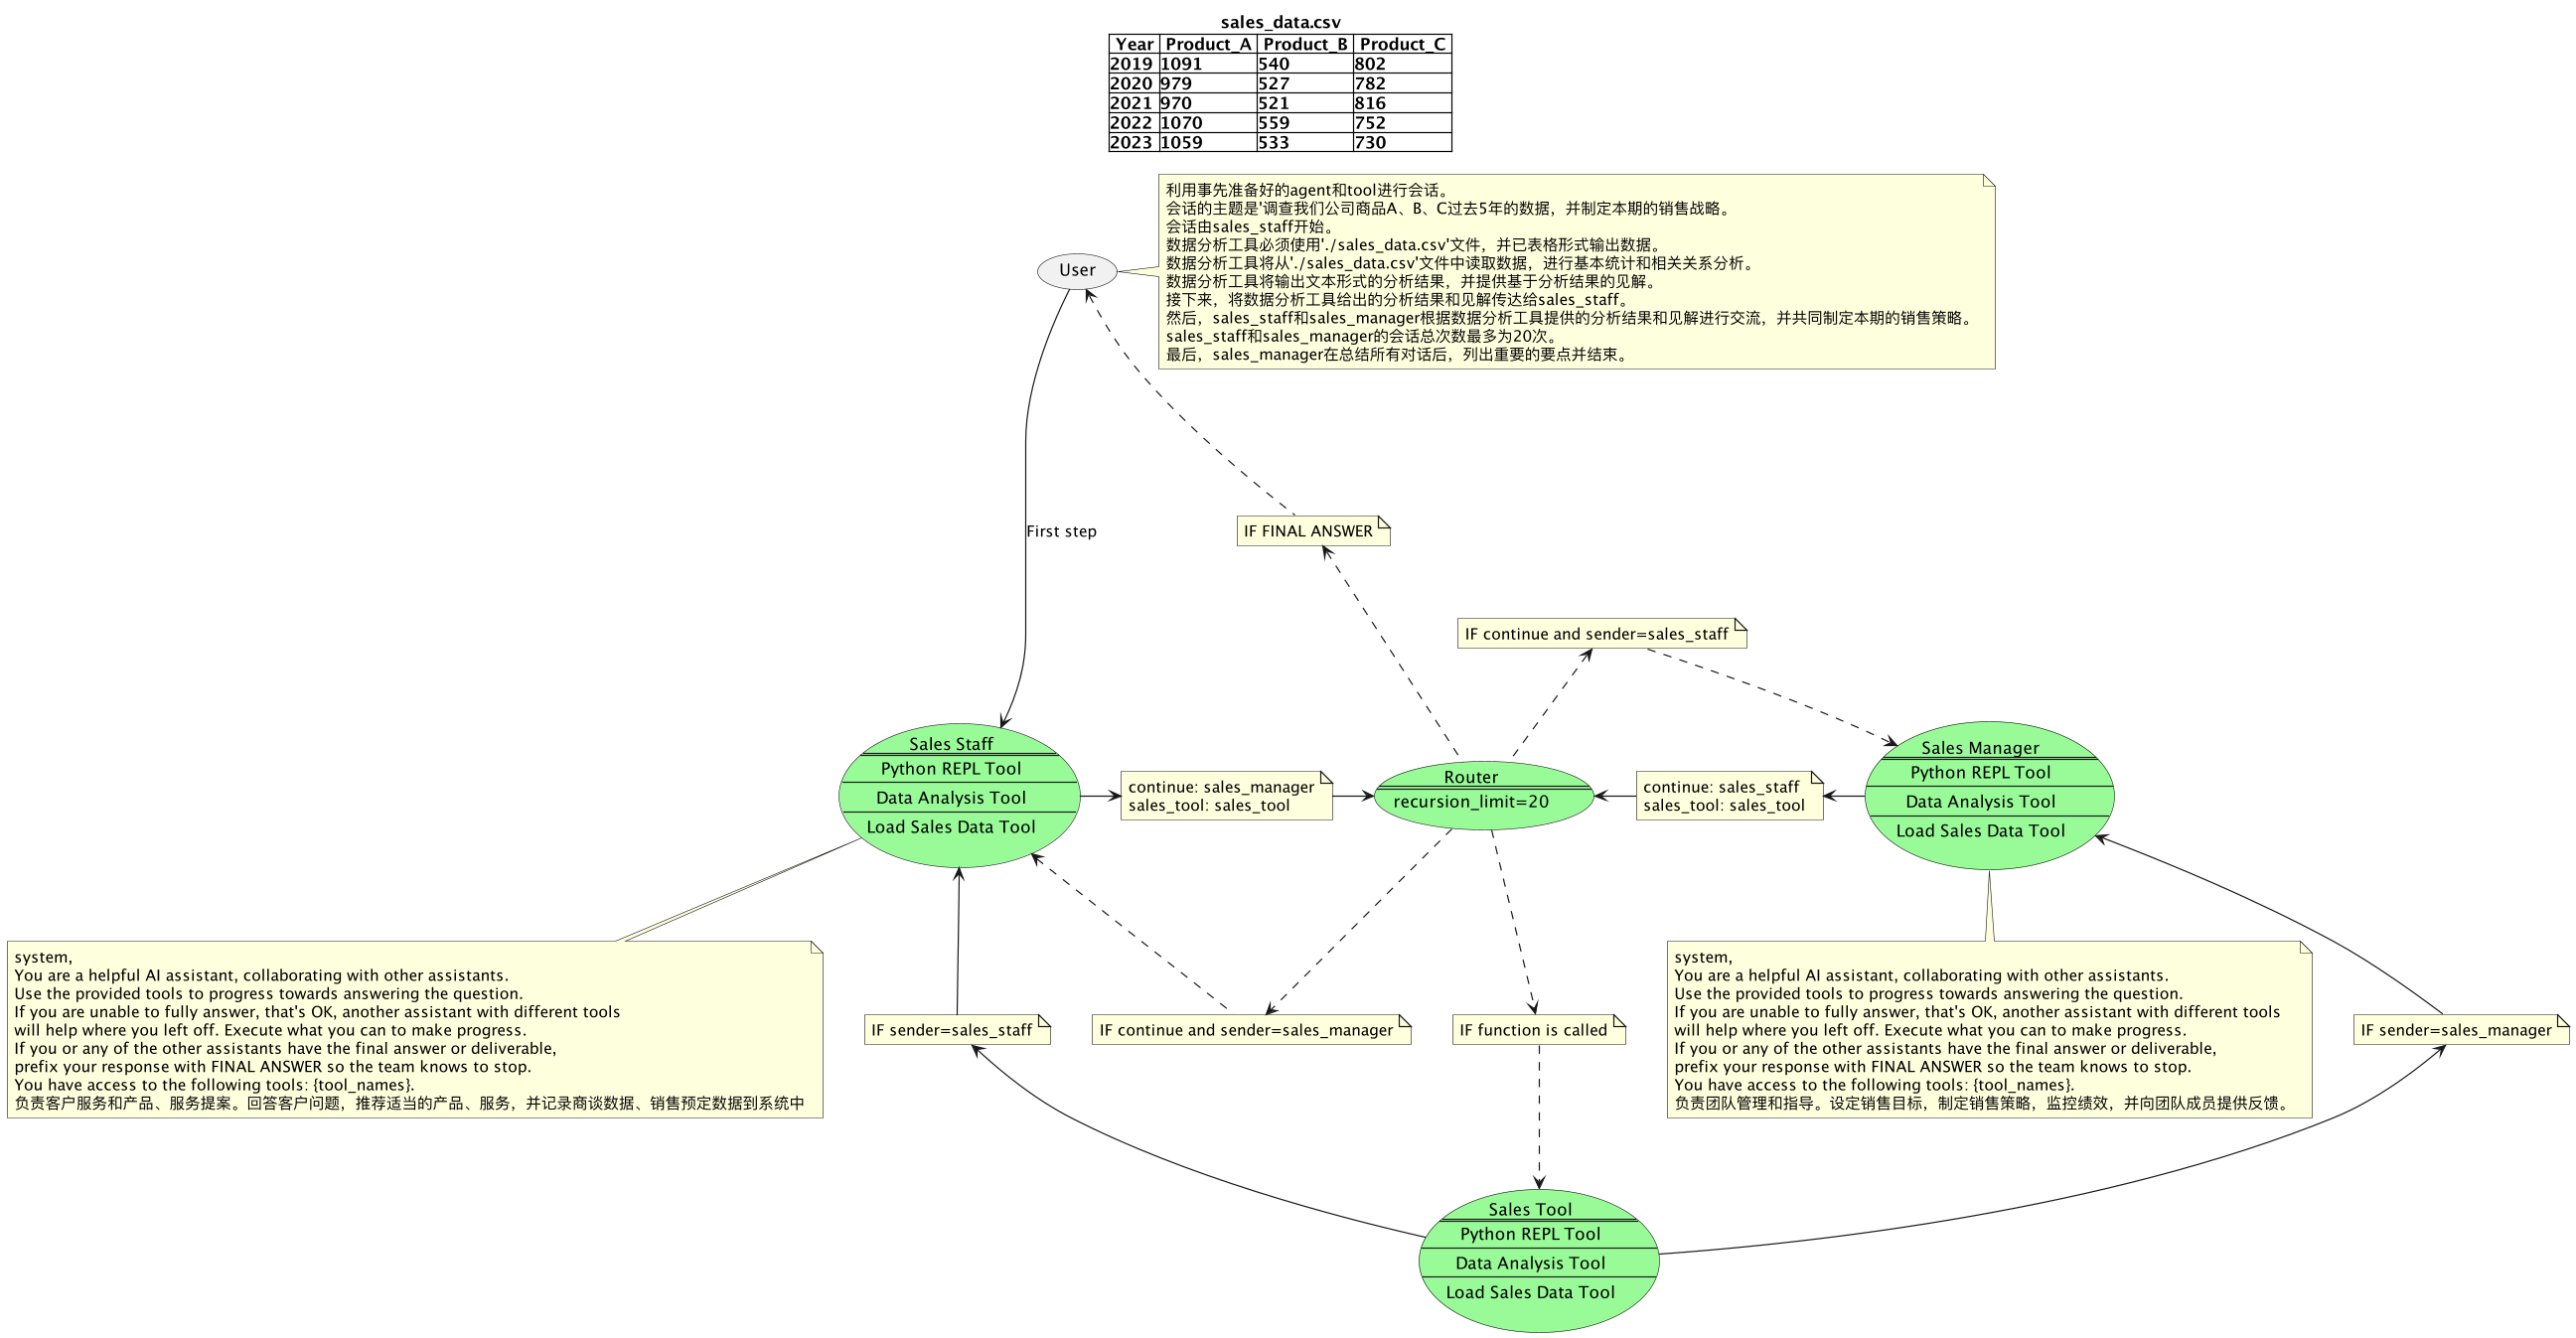 sales_data.csv
Year Product_A Product_B Product_C
2019 1091 540 802
2020 979 527 782
2021 970 521 816
2022 1070 559 752
2023 1059 533 730
利用事先准备好的agent和tool进行会话。
会话的主题是'调查我们公司商品A、B、C过去5年的数据，并制定本期的销售战略。
会话由sales_staff开始。
数据分析工具必须使用'./sales_data.csv'文件，并已表格形式输出数据。
数据分析工具将从'./sales_data.csv'文件中读取数据，进行基本统计和相关关系分析。
数据分析工具将输出文本形式的分析结果，并提供基于分析结果的见解。
接下来，将数据分析工具给出的分析结果和见解传达给sales_staff。
然后，sales_staff和sales_manager根据数据分析工具提供的分析结果和见解进行交流，并共同制定本期的销售策略。
sales_staff和sales_manager的会话总次数最多为20次。
最后，sales_manager在总结所有对话后，列出重要的要点并结束。
User
First step
IF FINAL ANSWER
IF continue and sender=sales_staff
Sales Staff
Python REPL Tool
Data Analysis Tool
Load Sales Data Tool
continue: sales_manager
sales_tool: sales_tool
Router
recursion_limit=20
continue: sales_staff
sales_tool: sales_tool
Sales Manager
Python REPL Tool
Data Analysis Tool
Load Sales Data Tool
system,
You are a helpful AI assistant, collaborating with other assistants.
Use the provided tools to progress towards answering the question.
If you are unable to fully answer, that's OK, another assistant with different tools
will help where you left off. Execute what you can to make progress.
If you or any of the other assistants have the final answer or deliverable,
prefix your response with FINAL ANSWER so the team knows to stop.
You have access to the following tools: {tool_names}.
负责客户服务和产品、服务提案。回答客户问题，推荐适当的产品、服务，并记录商谈数据、销售预定数据到系统中
IF sender=sales_staff
IF continue and sender=sales_manager
IF function is called
system,
You are a helpful AI assistant, collaborating with other assistants.
Use the provided tools to progress towards answering the question.
If you are unable to fully answer, that's OK, another assistant with different tools
will help where you left off. Execute what you can to make progress.
If you or any of the other assistants have the final answer or deliverable,
prefix your response with FINAL ANSWER so the team knows to stop.
You have access to the following tools: {tool_names}.
负责团队管理和指导。设定销售目标，制定销售策略，监控绩效，并向团队成员提供反馈。
IF sender=sales_manager
Sales Tool
Python REPL Tool
Data Analysis Tool
Load Sales Data Tool